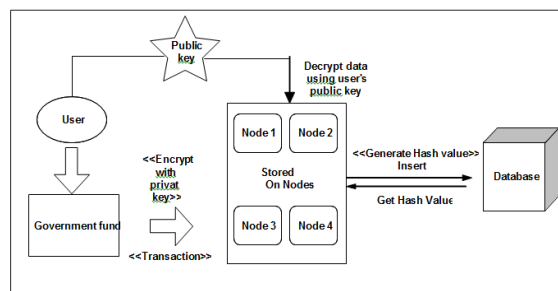 Public
key
Decrypt data
using user's
public key
User
Node 1
Node 2
<<Encrypt
with
privat
key>>
Stored
On Nodes
<<Generate Hash value>>
Insert
Database
Get Hash Value
Government fund
Node 3
Node 4
<<Transaction>>